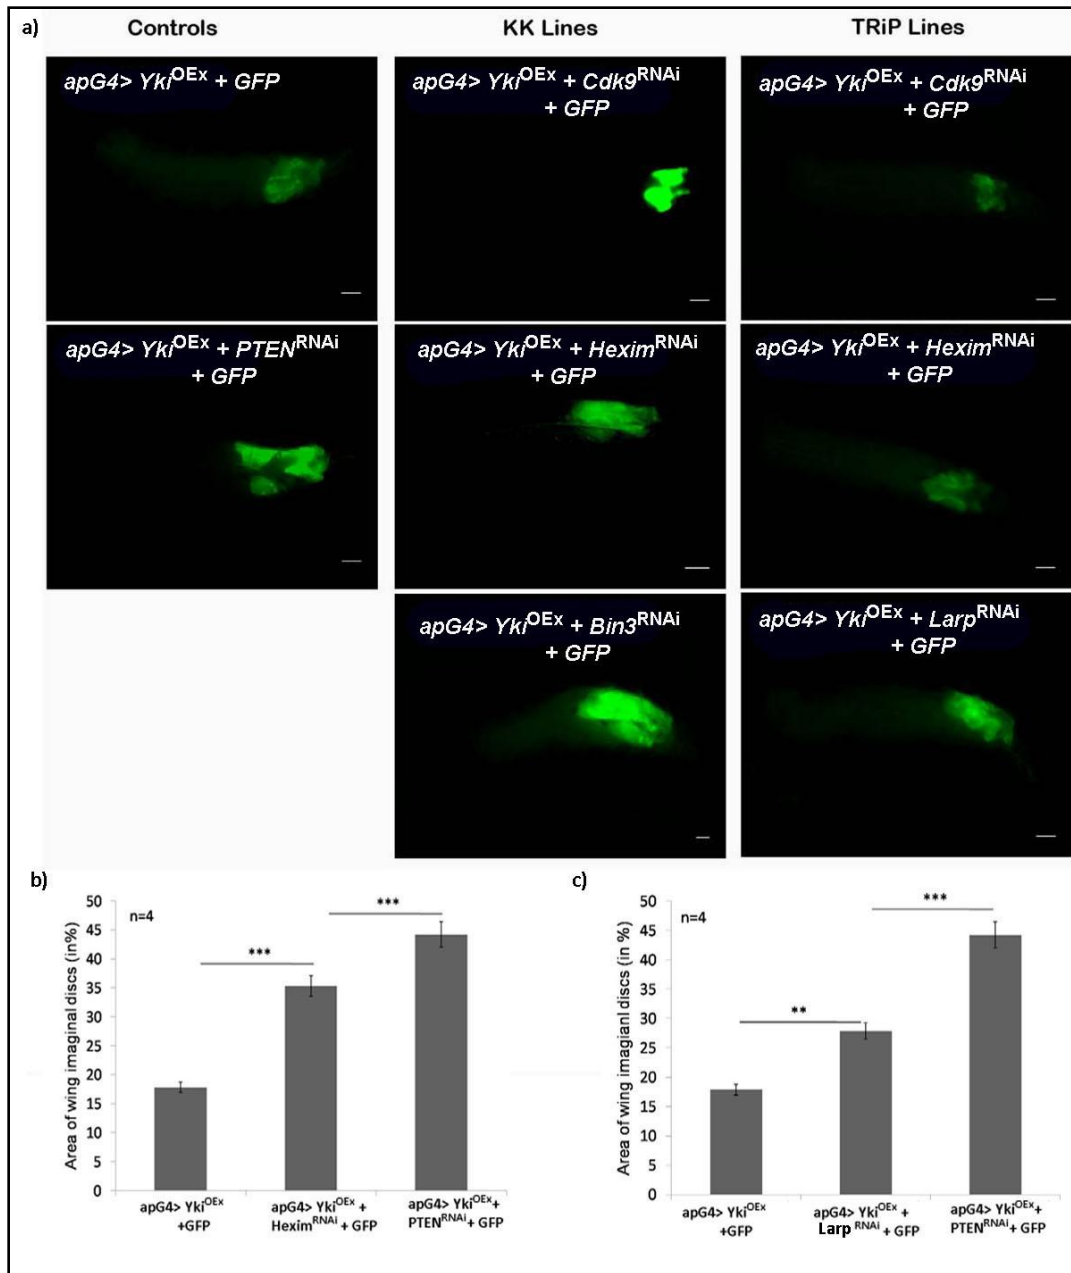 a)
Controls
KK Lines
TRiP Lines
apG4> Yki^OEx + GFP
apG4> Yki^OEx + Cdk9^RNAi
+ GFP
apG4> Yki^OEx + Cdk9^RNAi
+ GFP
apG4> Yki^OEx + PTEN^RNAi
+ GFP
apG4> Yki^OEx + Hexim^RNAi
+ GFP
apG4> Yki^OEx + Hexim^RNAi
+ GFP
apG4> Yki^OEx + Bin3^RNAi
+ GFP
apG4> Yki^OEx + Larp^RNAi
+ GFP
b)
Area of wing imaginal discs (in%)
50
45
40
35
30
25
20
15
10
5
0
n=4
***
***
apG4> Yki^OEx
+GFP
apG4> Yki^OEx +
Hexim^RNAi + GFP
apG4> Yki^OEx+
PTEN^RNAi + GFP
c)
Area of wing imagianl discs (in %)
50
45
40
35
30
25
20
15
10
5
0
n=4
**
***
apG4> Yki^OEx
+GFP
apG4> Yki^OEx +
Larp ^RNAi + GFP
apG4> Yki^OEx+
PTEN^RNAi + GFP